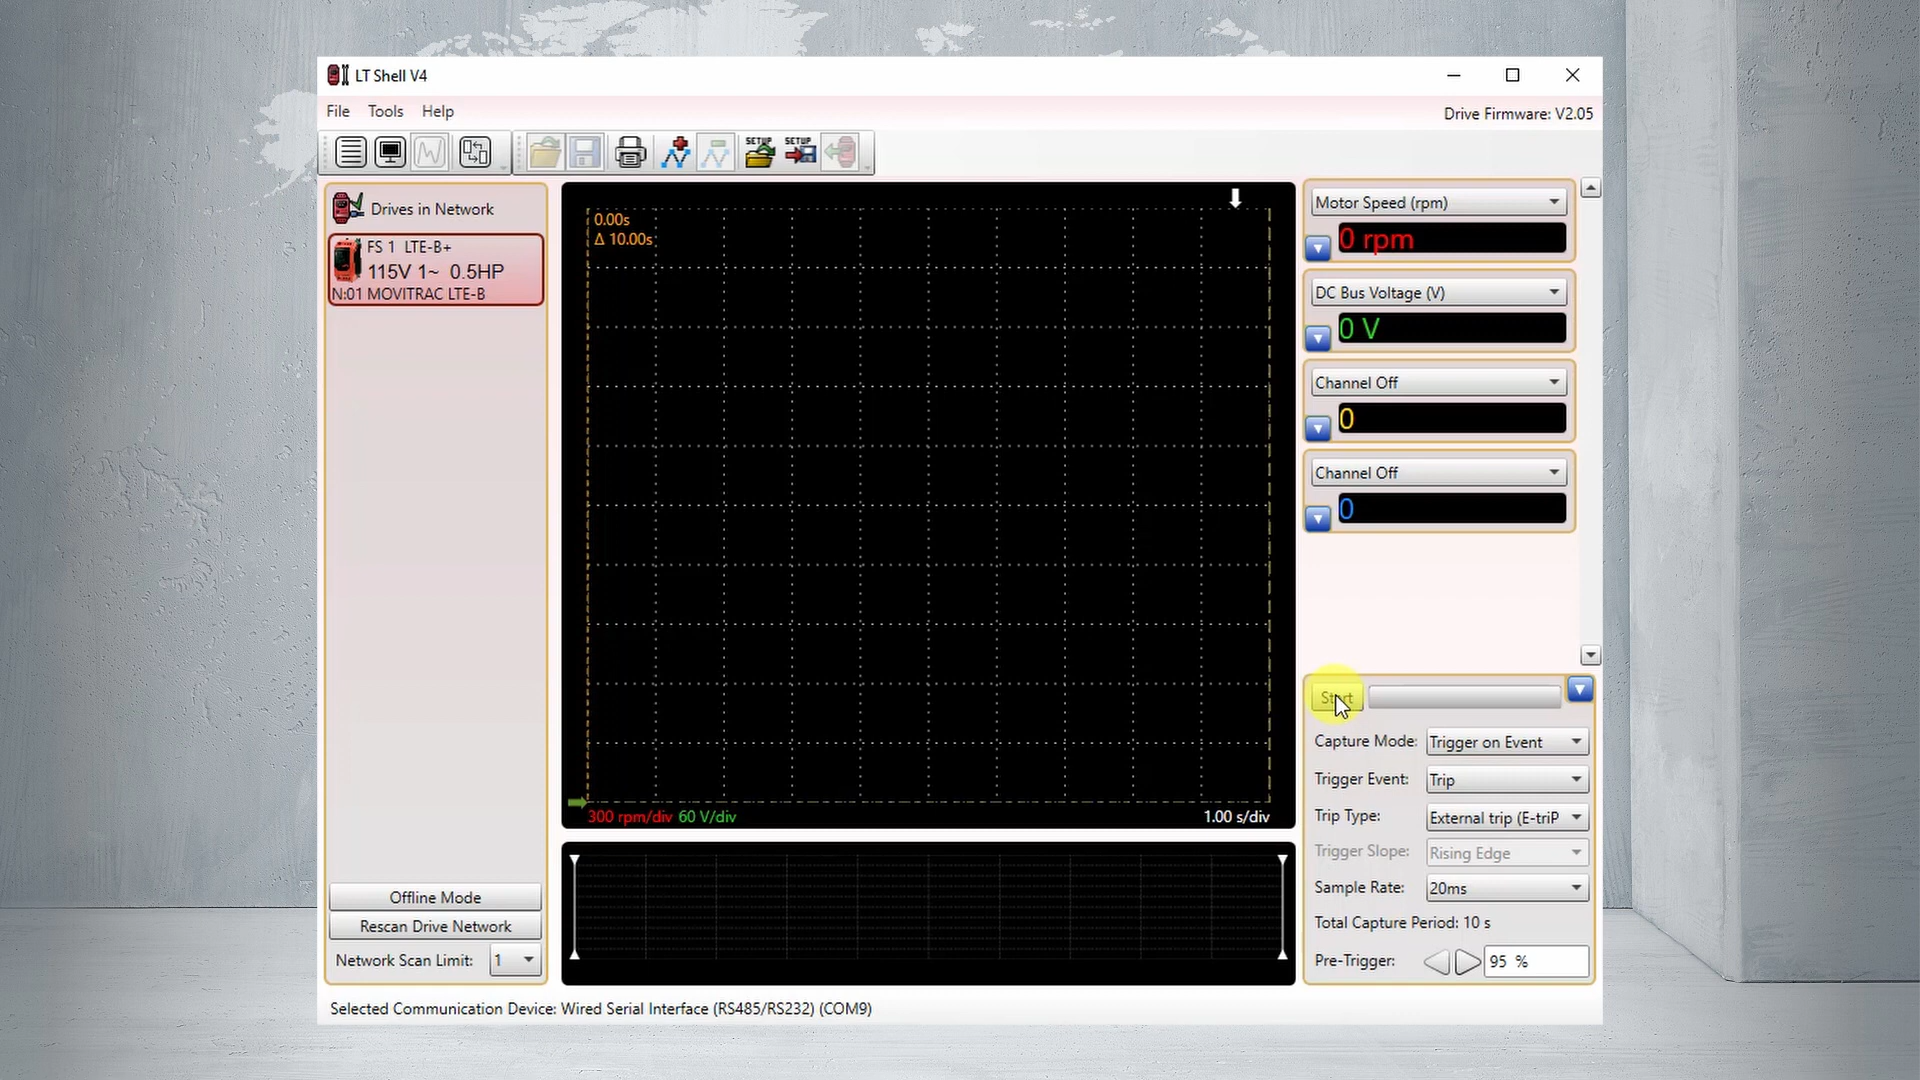 LT Shell V4
File Tools Help
Drive Firmware: V2.05
SETUP SETUP
Drives in Network
FS 1 LTE-B+
115V 1~ 0.5HP
N:01 MOVITRAC LTE-B
Offline Mode
Rescan Drive Network
Network Scan Limit: 1
0.00s
Δ 10.00s
300 rpm/div 60 V/div
1.00 s/div
Motor Speed (rpm)
0 rpm
DC Bus Voltage (V)
0 V
Channel Off
0
Channel Off
0
Start
Capture Mode: Trigger on Event
Trigger Event: Trip
Trip Type: External trip (E-triP
Trigger Slope: Rising Edge
Sample Rate: 20ms
Total Capture Period: 10 s
Pre-Trigger: 95 %
Selected Communication Device: Wired Serial Interface (RS485/RS232) (COM9)